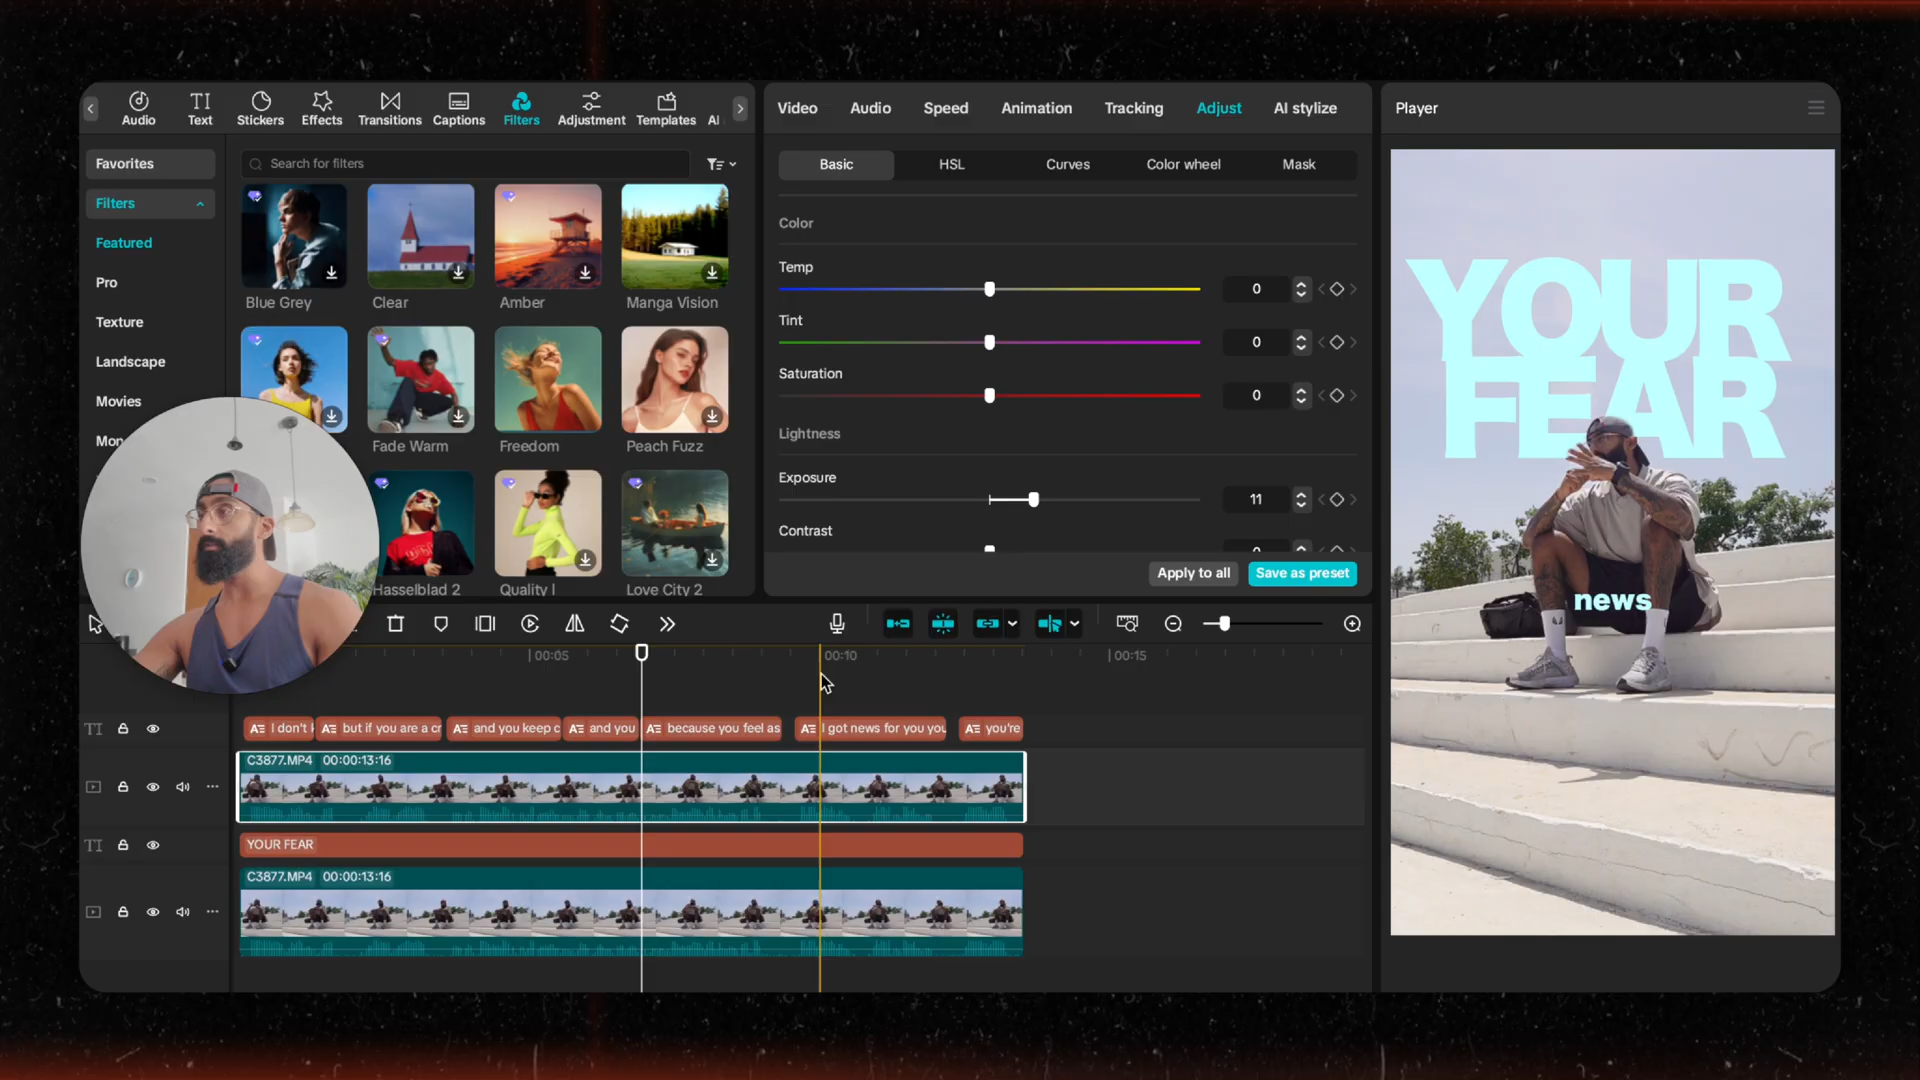 Audio
Text
Stickers
Effects
Transitions
Captions
Filters
Adjustment
Templates
AI
Favorites
Filters
Featured
Pro
Texture
Landscape
Movies
Mon
Search for filters
Blue Grey
Clear
Amber
Manga Vision
Fade Warm
Freedom
Peach Fuzz
Hasselblad 2
Quality I
Love City 2
Video
Audio
Speed
Animation
Tracking
Adjust
AI stylize
Basic
HSL
Curves
Color wheel
Mask
Color
Temp
0
Tint
0
Saturation
0
Lightness
Exposure
11
Contrast
0
Apply to all
Save as preset
Player
YOUR
FEAR
news
00:05
00:10
00:15
I don't
but if you are a cr
and you keep c
and you
because you feel as
I got news for you you
you're
C3877.MP4 00:00:13:16
YOUR FEAR
C3877.MP4 00:00:13:16